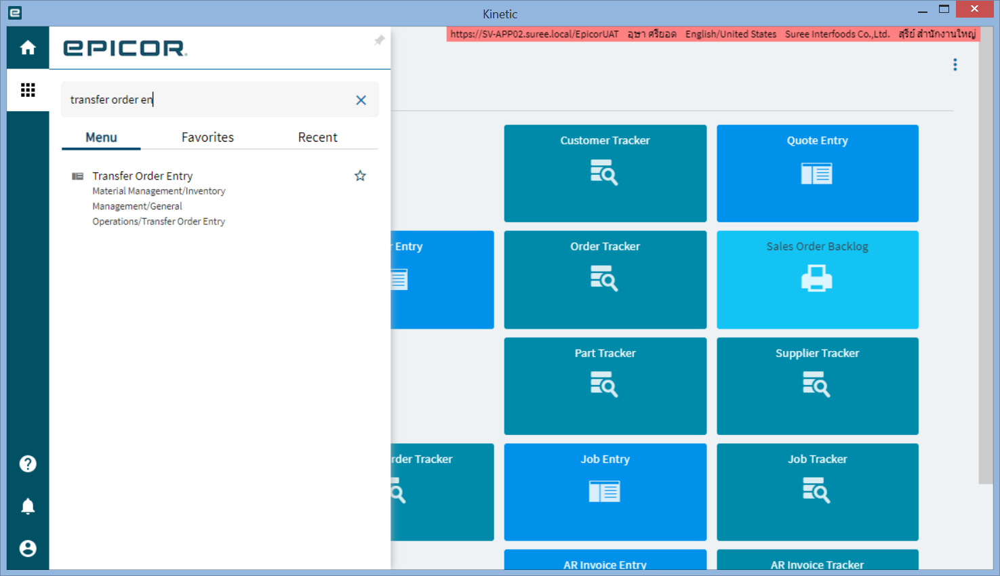 Kinetic
https://SV-APP02.suree.local/EpicorUAT อุษา ศรียอด English/United States Suree Interfoods Co.,Ltd. สุรีย์ สำนักงานใหญ่
EPICOR
transfer order en
Menu Favorites Recent
Transfer Order Entry
Material Management/Inventory
Management/General
Operations/Transfer Order Entry
Customer Tracker
Quote Entry
r Entry
Order Tracker
Sales Order Backlog
Part Tracker
Supplier Tracker
rder Tracker
Job Entry
Job Tracker
AR Invoice Entry
AR Invoice Tracker